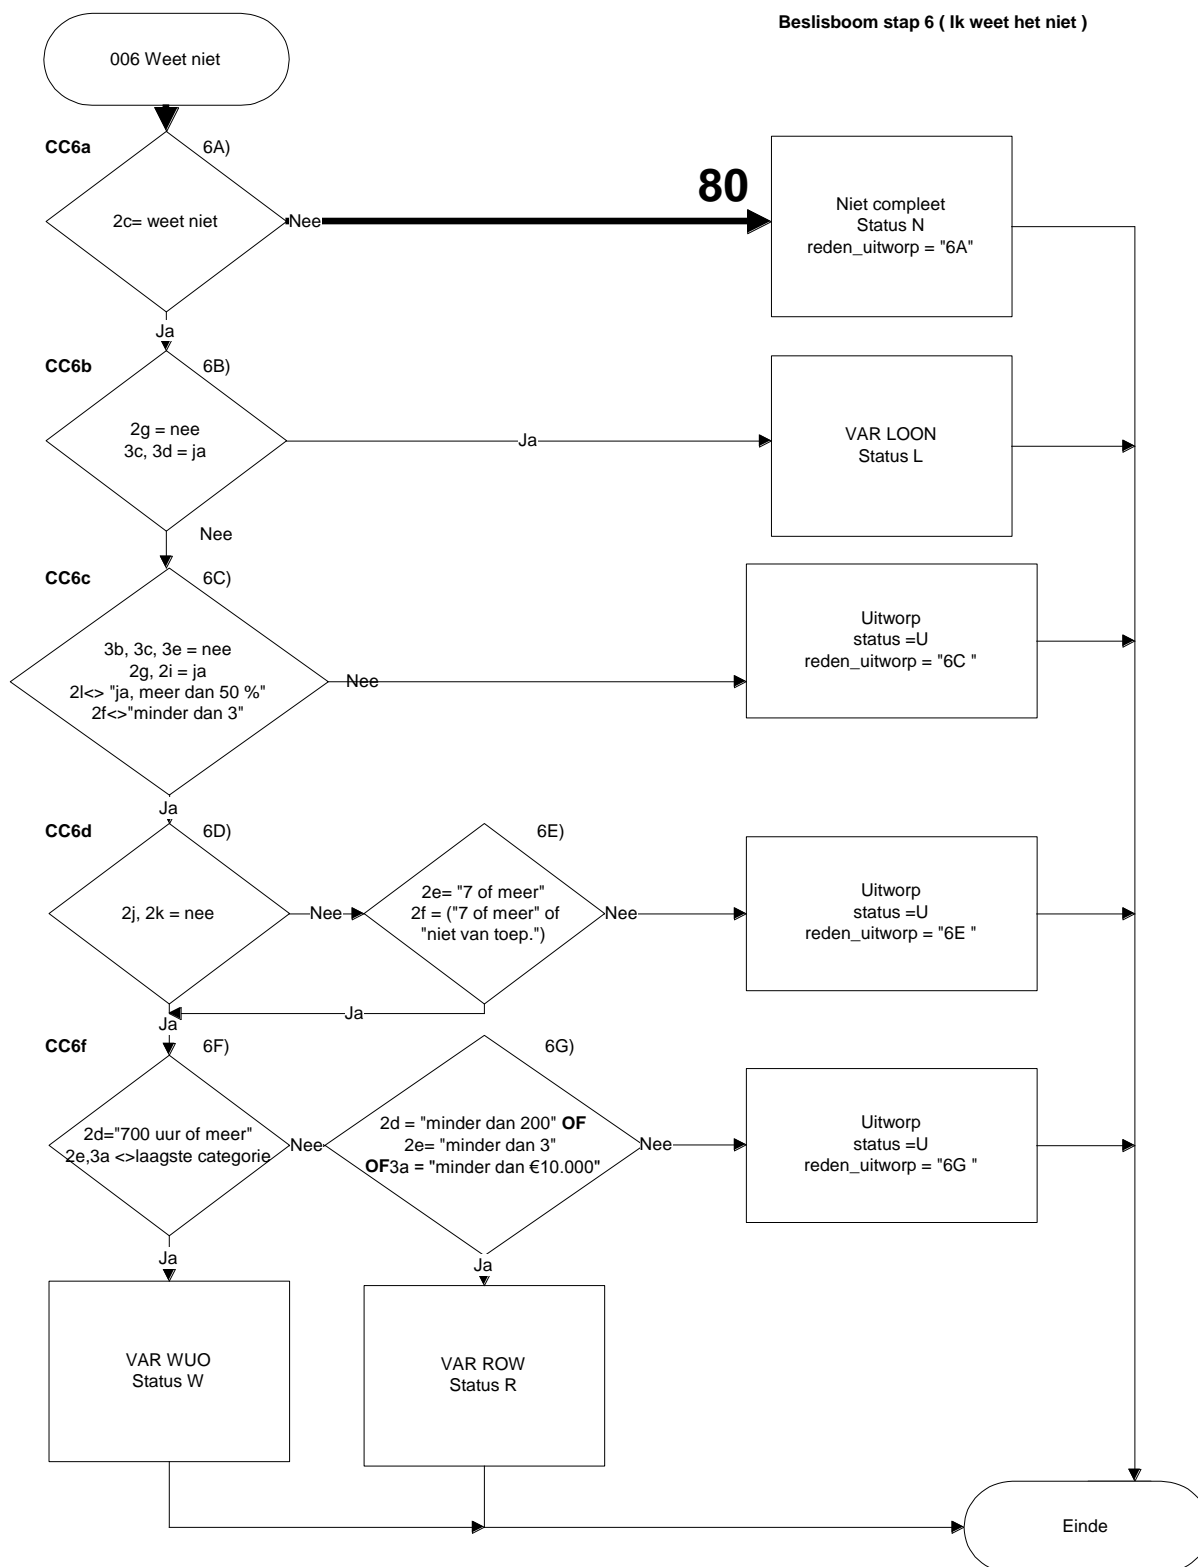 Beslisboom stap 6 ( Ik weet het niet )
006 Weet niet
CC6a
6A)
2c= weet niet
Nee
80
Niet compleet
Status N
reden_uitworp = "6A"
Ja
CC6b
6B)
2g = nee
3c, 3d = ja
Ja
VAR LOON
Status L
Nee
CC6c
6C)
3b, 3c, 3e = nee
2g, 2i = ja
2l<> "ja, meer dan 50 %"
2f<>"minder dan 3"
Nee
Uitworp
status =U
reden_uitworp = "6C "
Ja
CC6d
6D)
2j, 2k = nee
Nee
6E)
2e= "7 of meer"
2f = ("7 of meer" of
"niet van toep.")
Nee
Uitworp
status =U
reden_uitworp = "6E "
Ja
Ja
CC6f
6F)
2d="700 uur of meer"
2e,3a <>laagste categorie
Nee
6G)
2d = "minder dan 200" OF
2e= "minder dan 3"
OF3a = "minder dan €10.000"
Nee
Uitworp
status =U
reden_uitworp = "6G "
Ja
Ja
VAR WUO
Status W
VAR ROW
Status R
Einde